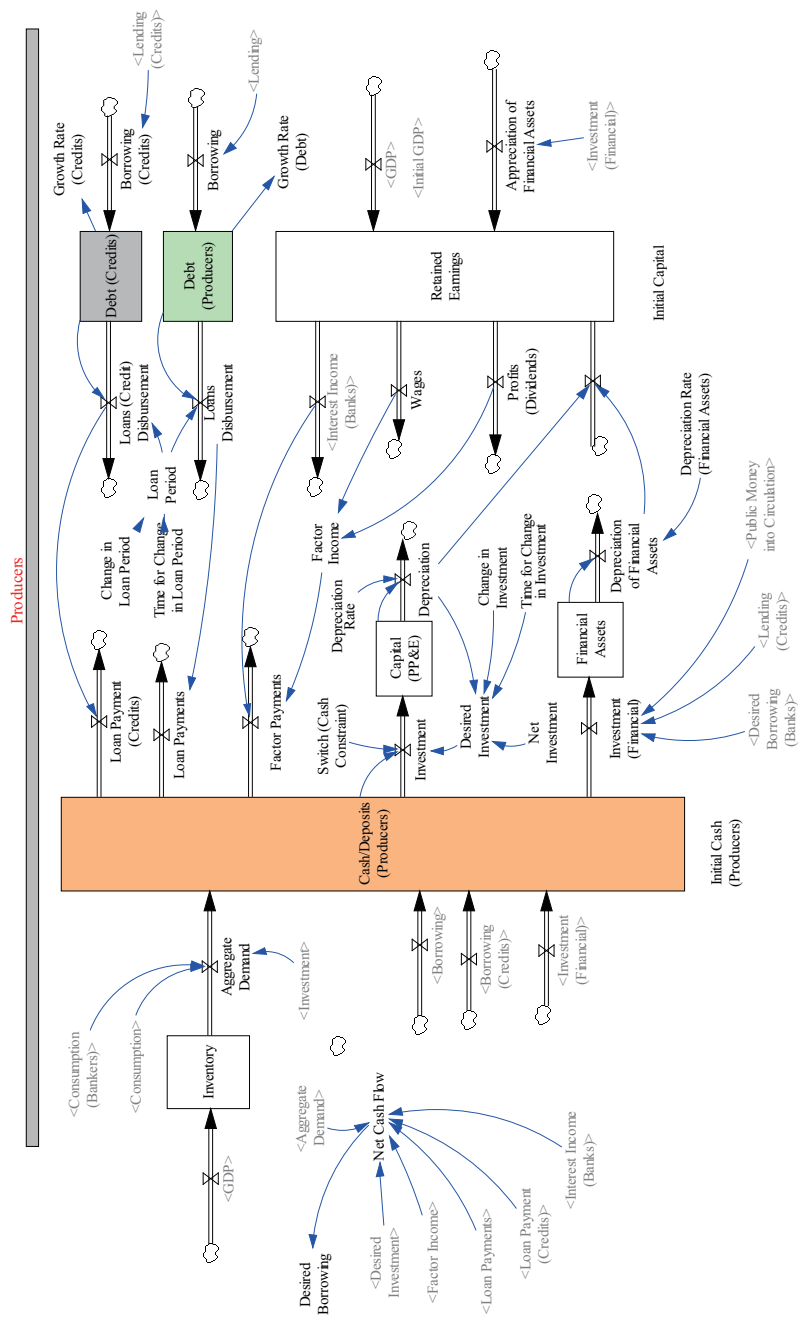 Producers
<Consumption
(Bankers)>
<Consumption>
<GDP>
Inventory
Aggregate
Demand
<Investment>
<Aggregate
Demand>
Net Cash Flow
Desired
Borrowing
<Desired
Investment>
<Factor Income>
<Loan Payments>
<Loan Payment
(Credits)>
<Interest Income
(Banks)>
<Borrowing>
<Borrowing
(Credits)>
<Investment
(Financial)>
Cash/Deposits
(Producers)
Initial Cash
(Producers)
Loan Payment
(Credits)
Loan Payments
Factor Payments
Switch (Cash
Constraint)
Investment
Desired
Investment
Net
Investment
Investment
(Financial)
<Desired
Borrowing
(Banks)>
<Lending
(Credits)>
<Public Money
into Circulation>
Capital
(PP&E)
Depreciation
Rate
Depreciation
Change in
Investment
Time for Change
in Investment
Financial
Assets
Depreciation
of Financial
Assets
Depreciation Rate
(Financial Assets)
Change in
Loan Period
Time for Change
in Loan Period
Loan
Period
Factor
Income
Loans (Credit)
Disbursement
Loans
Disbursement
<Interest Income
(Banks)>
Wages
Profits
(Dividends)
Debt (Credits)
Debt
(Producers)
Retained
Earnings
Initial Capital
Growth Rate
(Credits)
Borrowing
(Credits)
<Lending
(Credits)>
Borrowing
<Lending>
Growth Rate
(Debt)
<GDP>
<Initial GDP>
Appreciation of
Financial Assets
<Investment
(Financial)>